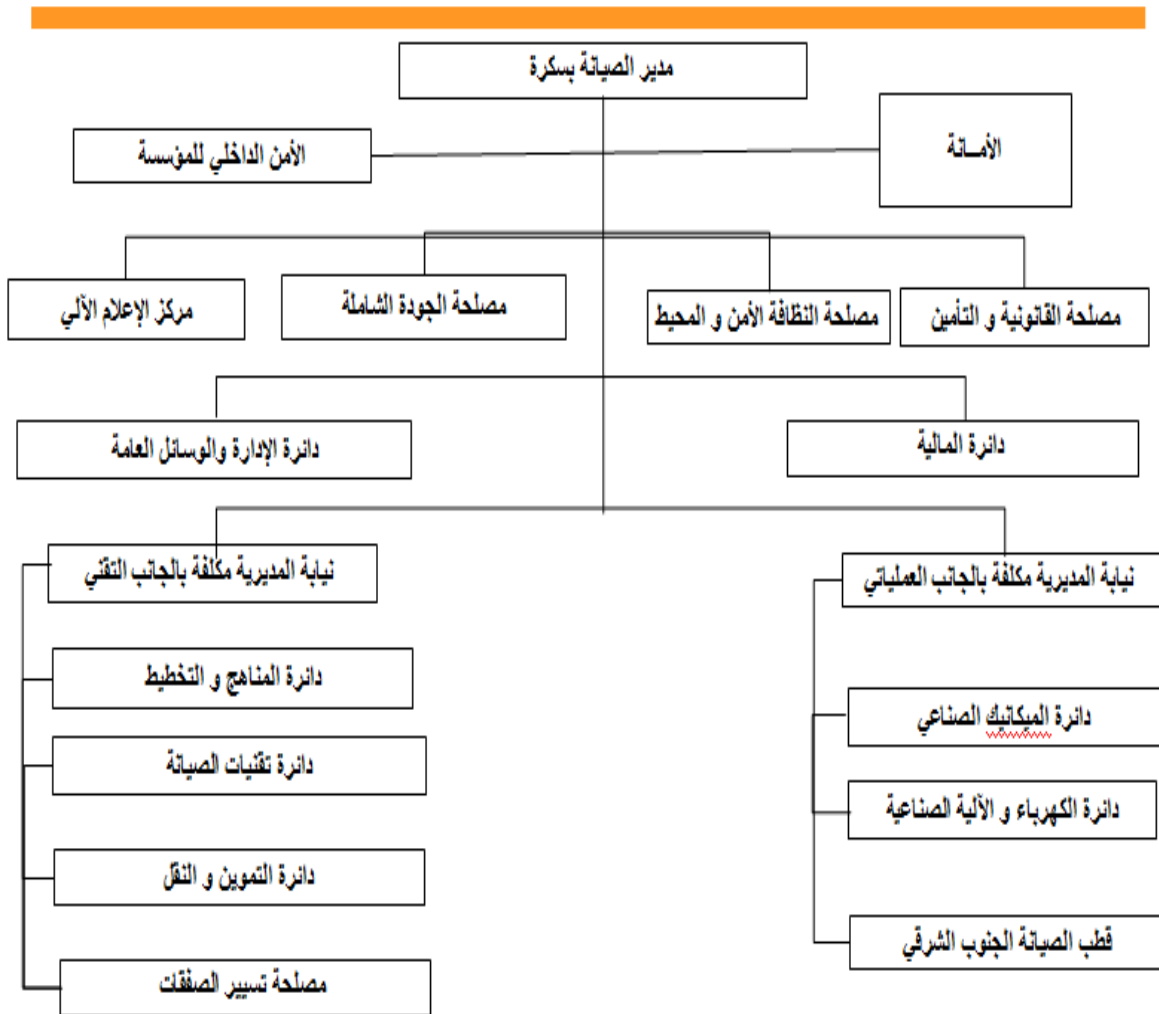 مدير الصيانة بسكرة
الأمــانة
الأمن الداخلي للمؤسسة
مصلحة القانونية و التأمين
مصلحة النظافة الأمن و المحيط
مصلحة الجودة الشاملة
مركز الإعلام الآلي
دائرة المالية
دائرة الإدارة والوسائل العامة
نيابة المديرية مكلفة بالجانب العملياتي
دائرة الميكانيك الصناعي
دائرة الكهرباء و الآلية الصناعية
قطب الصيانة الجنوب الشرقي
نيابة المديرية مكلفة بالجانب التقني
دائرة المناهج و التخطيط
دائرة تقنيات الصيانة
دائرة التموين و النقل
مصلحة تسيير الصفقات